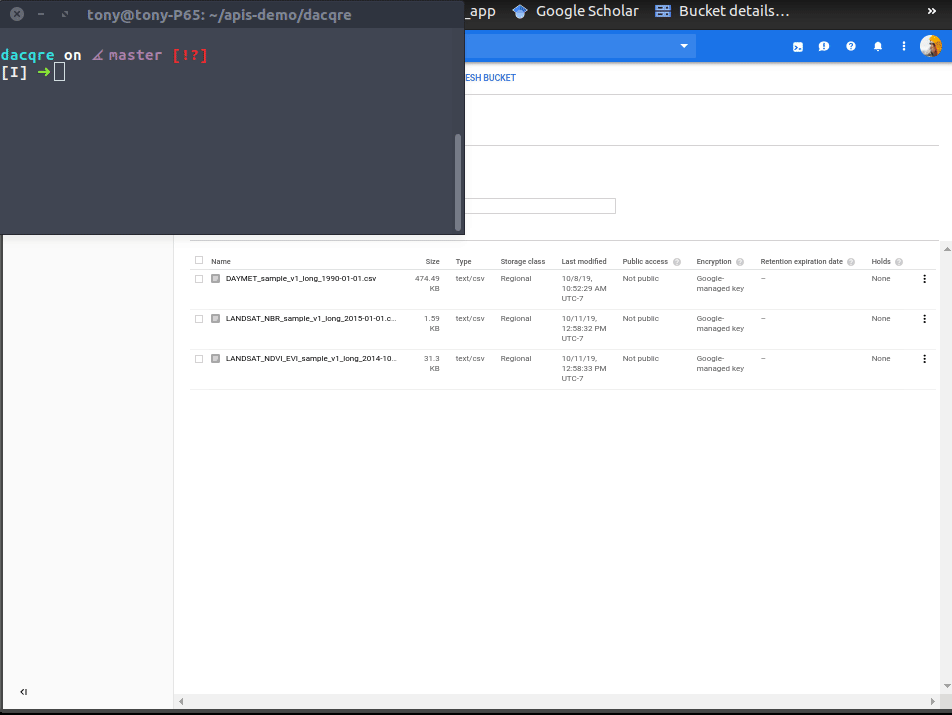 tony@tony-P65: ~/apis-demo/dacqre
_app Google Scholar Bucket details… »
dacqre on master [!?]
[I] ➜
ESH BUCKET
Name Size Type Storage class Last modified Public access Encryption Retention expiration date Holds
DAYMET_sample_v1_long_1990-01-01.csv 474.49 text/csv Regional 10/8/19, Not public Google- – None
KB 10:52:29 AM managed key
UTC-7
LANDSAT_NBR_sample_v1_long_2015-01-01.c... 1.59 text/csv Regional 10/11/19, Not public Google- – None
KB 12:58:32 PM managed key
UTC-7
LANDSAT_NDVI_EVI_sample_v1_long_2014-10... 31.3 text/csv Regional 10/11/19, Not public Google- – None
KB 12:58:33 PM managed key
UTC-7